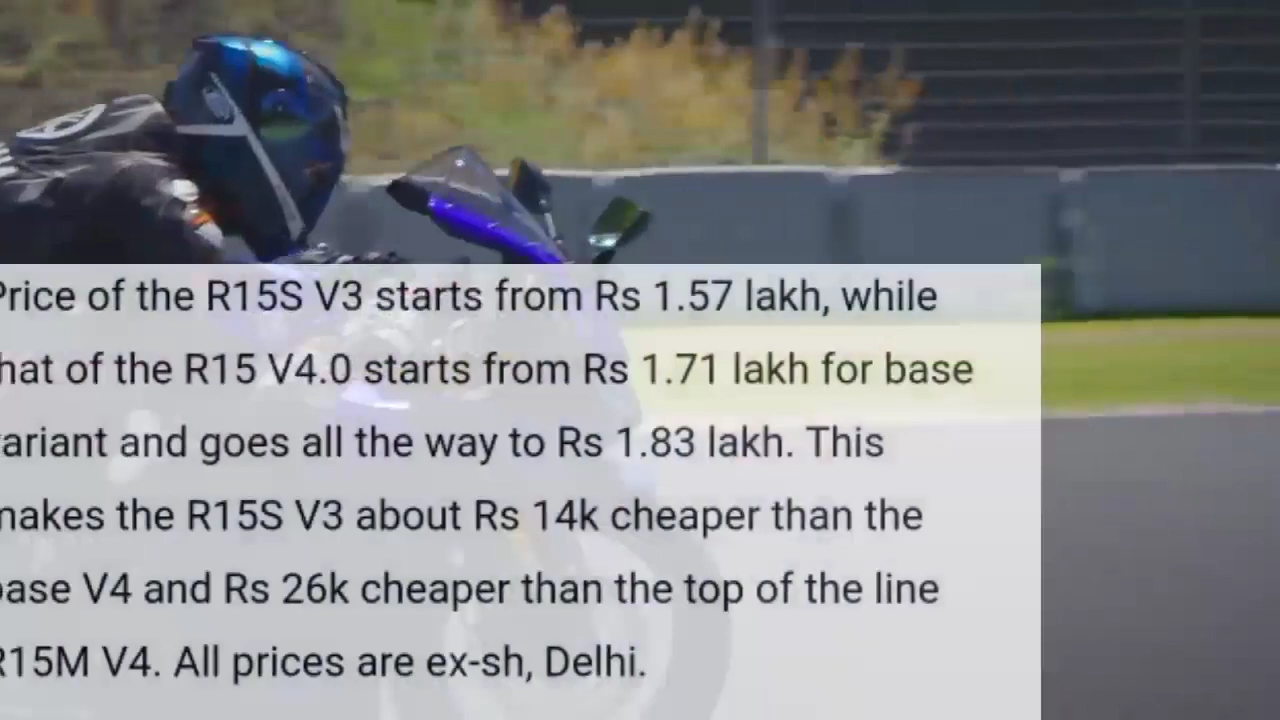 Price of the R15S V3 starts from Rs 1.57 lakh, while
that of the R15 V4.0 starts from Rs 1.71 lakh for base
variant and goes all the way to Rs 1.83 lakh. This
makes the R15S V3 about Rs 14k cheaper than the
base V4 and Rs 26k cheaper than the top of the line
R15M V4. All prices are ex-sh, Delhi.